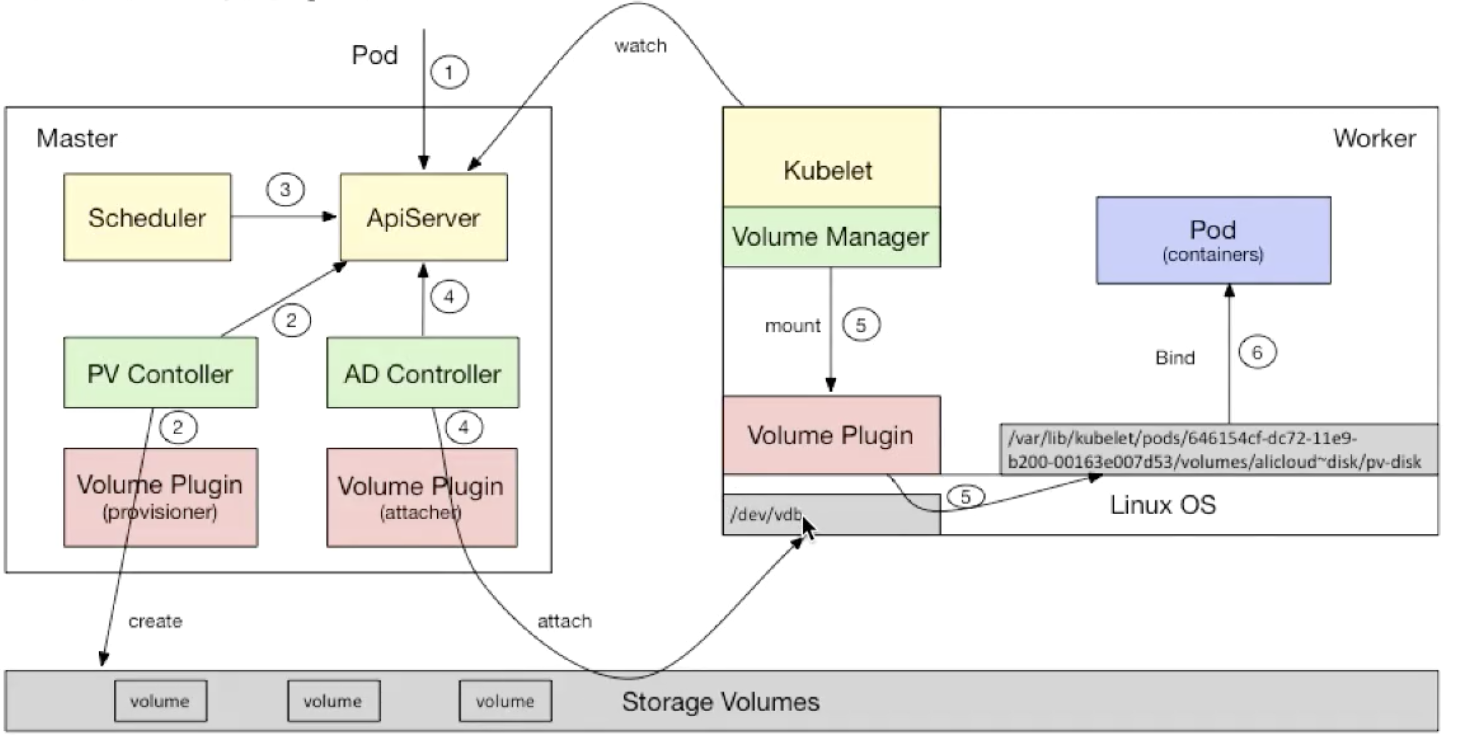 Pod
1
watch
Master
Worker
Scheduler
3
ApiServer
Kubelet
Volume Manager
Pod
(containers)
2
4
mount
5
Bind
6
PV Contoller
AD Controller
2
4
Volume Plugin
(provisioner)
Volume Plugin
(attacher)
Volume Plugin
/var/lib/kubelet/pods/646154cf-dc72-11e9-
b200-00163e007d53/volumes/alicloud~disk/pv-disk
5
/dev/vdb
Linux OS
create
attach
volume
volume
volume
Storage Volumes